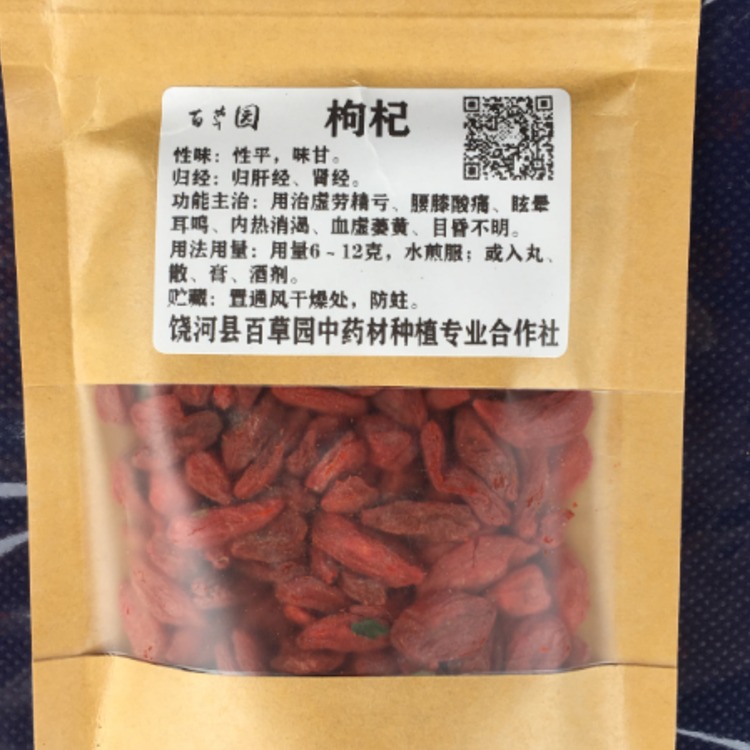 百草园 枸杞
性味：性平，味甘。
归经：归肝经、肾经。
功能主治：用治虚劳精亏、腰膝酸痛、眩晕
耳鸣、内热消渴、血虚萎黄、目昏不明。
用法用量：用量6～12克，水煎服；或入丸、
散、膏、酒剂。
贮藏：置通风干燥处，防蛀。
饶河县百草园中药材种植专业合作社